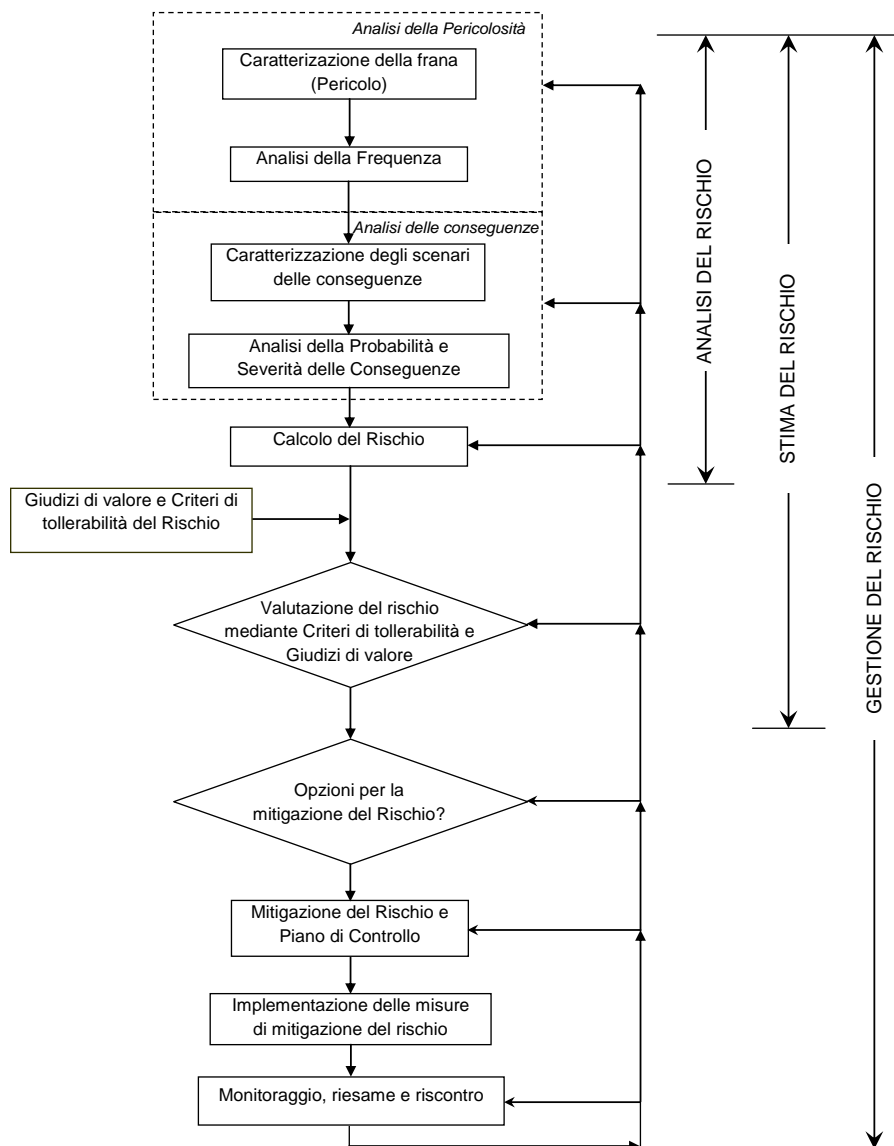 Analisi della Pericolosità
Caratterizazione della frana
(Pericolo)
Analisi della Frequenza
Analisi delle conseguenze
Caratterizzazione degli scenari
delle conseguenze
Analisi della Probabilità e
Severità delle Conseguenze
Calcolo del Rischio
Giudizi di valore e Criteri di
tollerabilità del Rischio
Valutazione del rischio
mediante Criteri di tollerabilità e
Giudizi di valore
Opzioni per la
mitigazione del Rischio?
Mitigazione del Rischio e
Piano di Controllo
Implementazione delle misure
di mitigazione del rischio
Monitoraggio, riesame e riscontro
ANALISI DEL RISCHIO
STIMA DEL RISCHIO
GESTIONE DEL RISCHIO